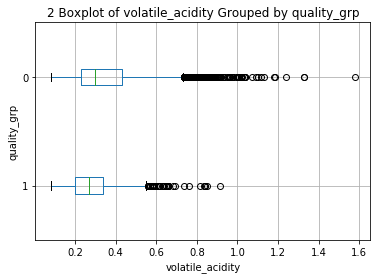 2 Boxplot of volatile_acidity Grouped by quality_grp
0
1
quality_grp
0.2 0.4 0.6 0.8 1.0 1.2 1.4 1.6
volatile_acidity